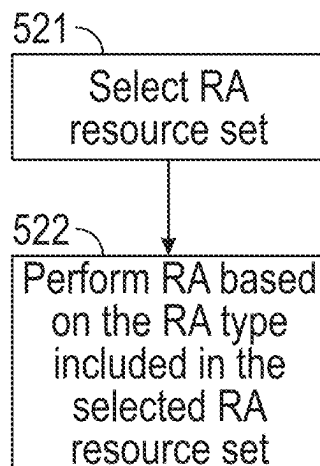 521
Select RA
resource set
522
Perform RA based
on the RA type
included in the
selected RA
resource set